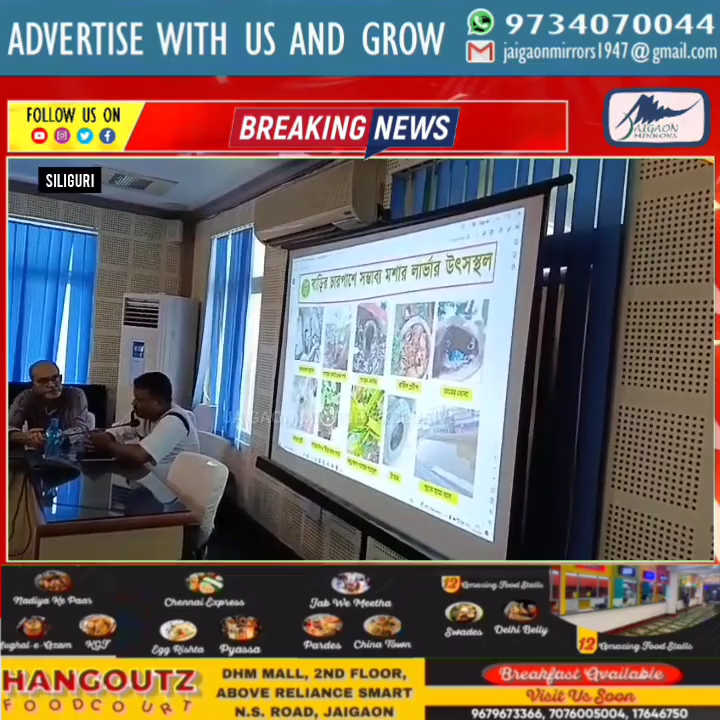 ADVERTISE WITH US AND GROW
9734070044
jaigaonmirrors1947@gmail.com
FOLLOW US ON
BREAKING NEWS
JAIGAON
MIRRORS
SILIGURI
বাড়ির চারপাশে সম্ভাব্য মশার লার্ভার উৎসস্থল
Nadiya Ke Paar
Chennai Express
Jab We Meetha
12 Amazing Food Stalls
Mughal-e-Azam
KGF
Egg Rishta
Pyaasa
Pardes
China Town
Swades
Delhi Belly
12 Amazing Food Stalls
HANGOUTZ
FOODCOURT
DHM MALL, 2ND FLOOR,
ABOVE RELIANCE SMART
N.S. ROAD, JAIGAON
Breakfast Available
Visit Us Soon
9679673366, 7076005004, 17646750